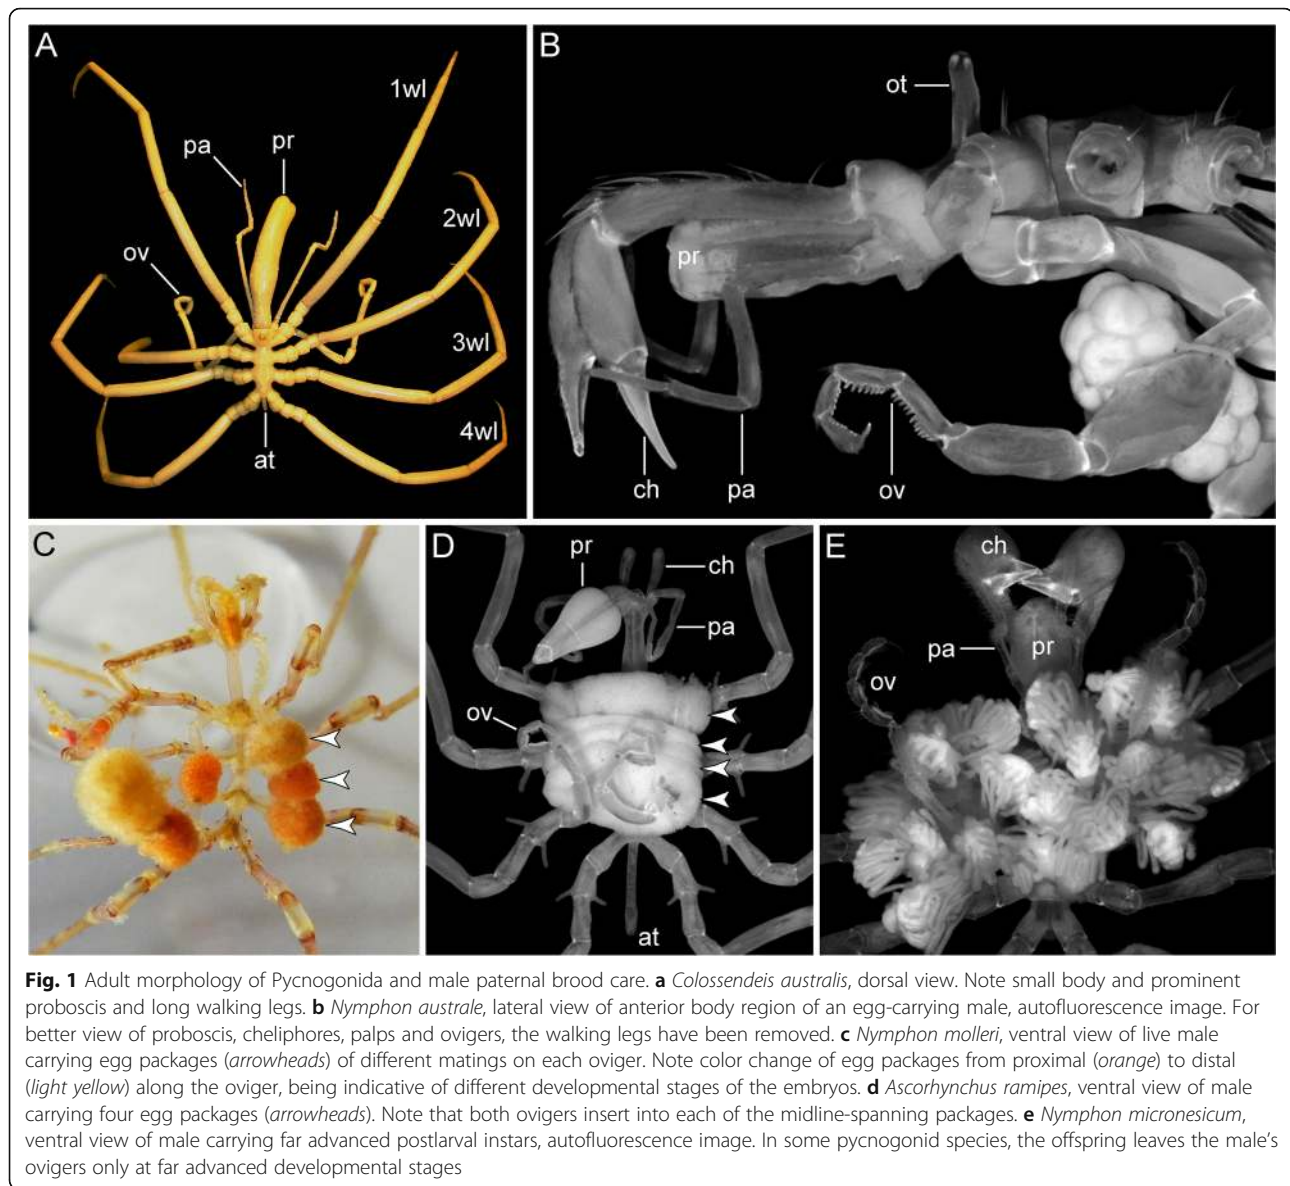 A
1wl
pr
pa
2wl
ov
3wl
4wl
at
B
ot
pr
ch
pa
ov
C
D
pr
ch
pa
ov
at
E
ch
pa
pr
ov
Fig. 1 Adult morphology of Pycnogonida and male paternal brood care. a Colossendeis australis, dorsal view. Note small body and prominent
proboscis and long walking legs. b Nymphon australe, lateral view of anterior body region of an egg-carrying male, autofluorescence image. For
better view of proboscis, cheliphores, palps and ovigers, the walking legs have been removed. c Nymphon molleri, ventral view of live male
carrying egg packages (arrowheads) of different matings on each oviger. Note color change of egg packages from proximal (orange) to distal
(light yellow) along the oviger, being indicative of different developmental stages of the embryos. d Ascorhynchus ramipes, ventral view of male
carrying four egg packages (arrowheads). Note that both ovigers insert into each of the midline-spanning packages. e Nymphon micronesicum,
ventral view of male carrying far advanced postlarval instars, autofluorescence image. In some pycnogonid species, the offspring leaves the male's
ovigers only at far advanced developmental stages